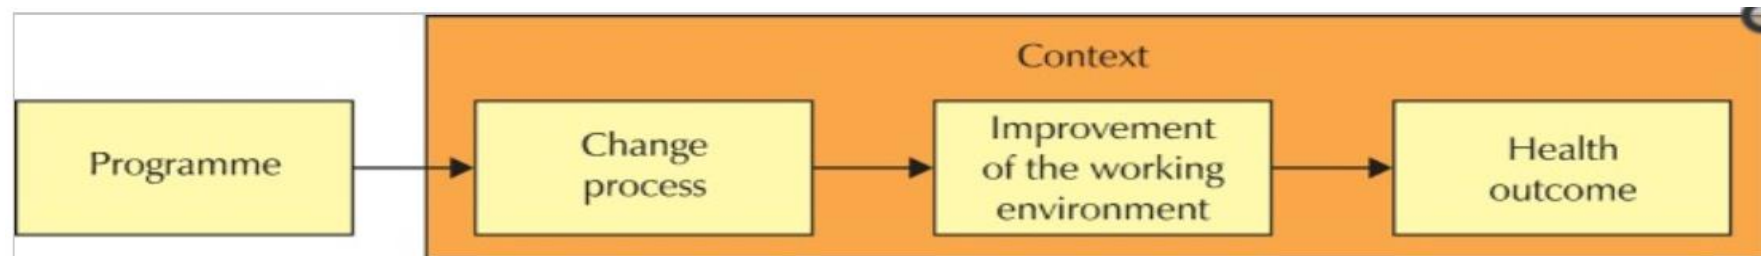 Context
Programme
Change
process
Improvement
of the working
environment
Health
outcome